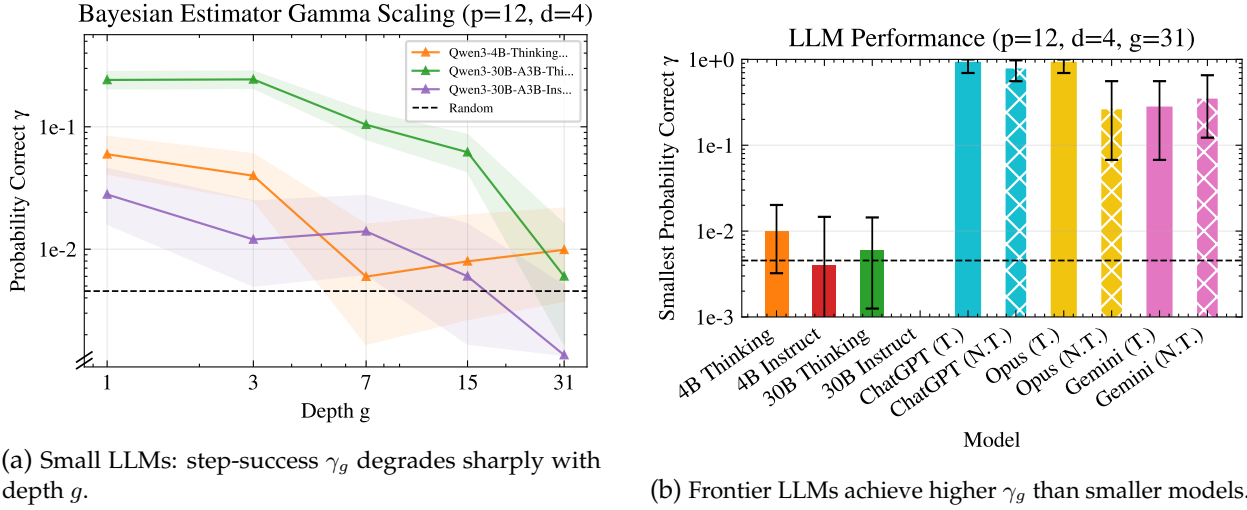 Bayesian Estimator Gamma Scaling (p=12, d=4)
Probability Correct γ
1e-1
1e-2
Qwen3-4B-Thinking...
Qwen3-30B-A3B-Thi...
Qwen3-30B-A3B-Ins...
Random
1
3
7
15
31
Depth g
(a) Small LLMs: step-success γg degrades sharply with
depth g.
LLM Performance (p=12, d=4, g=31)
Smallest Probability Correct γ
1e+0
1e-1
1e-2
1e-3
4B Thinking
4B Instruct
30B Thinking
30B Instruct
ChatGPT (T.)
ChatGPT (N.T.)
Opus (T.)
Opus (N.T.)
Gemini (T.)
Gemini (N.T.)
Model
(b) Frontier LLMs achieve higher γg than smaller models.